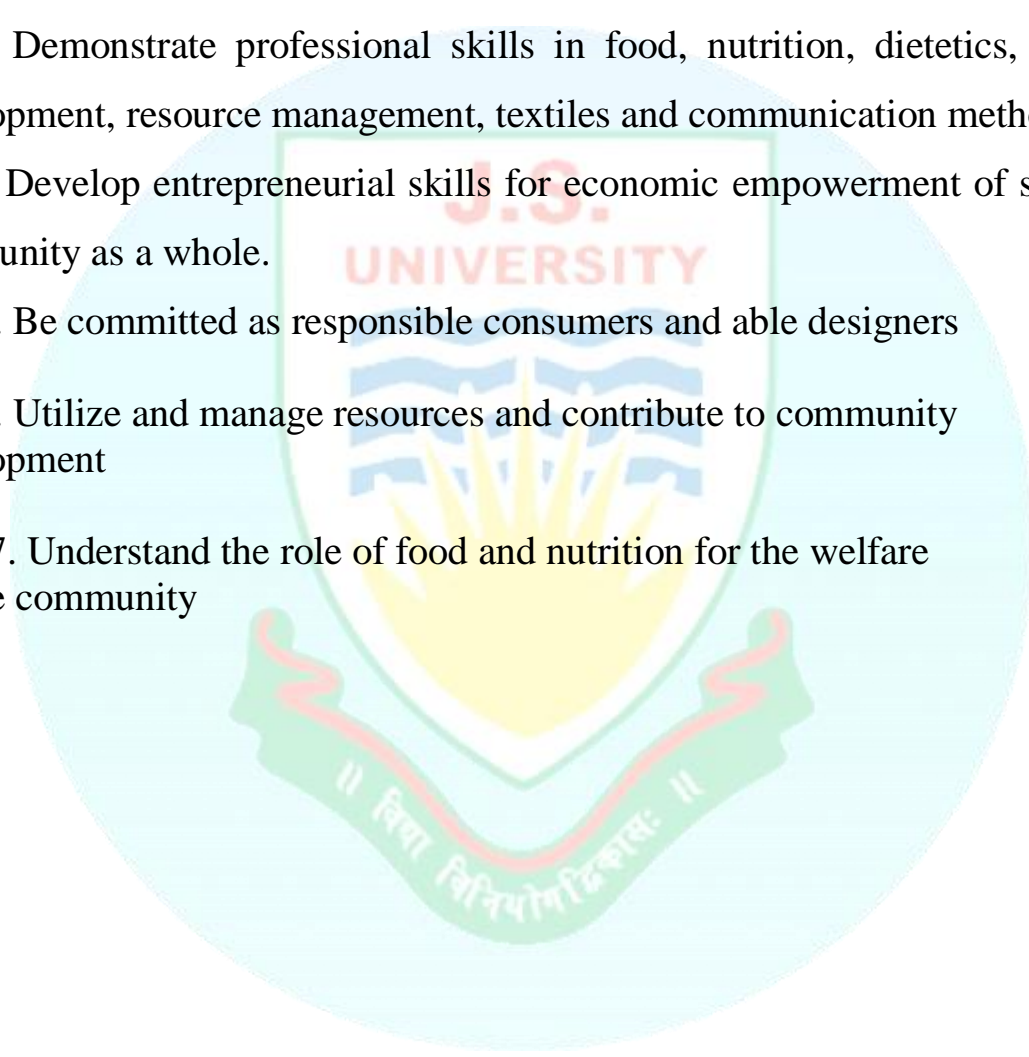 Demonstrate professional skills in food, nutrition, dietetics,
opment, resource management, textiles and communication meth
Develop entrepreneurial skills for economic empowerment of s
unity as a whole.
. Be committed as responsible consumers and able designers
. Utilize and manage resources and contribute to community
opment
7. Understand the role of food and nutrition for the welfare
e community
J.S.
UNIVERSITY
॥ विद्या विनियोगाद्विकासः ॥